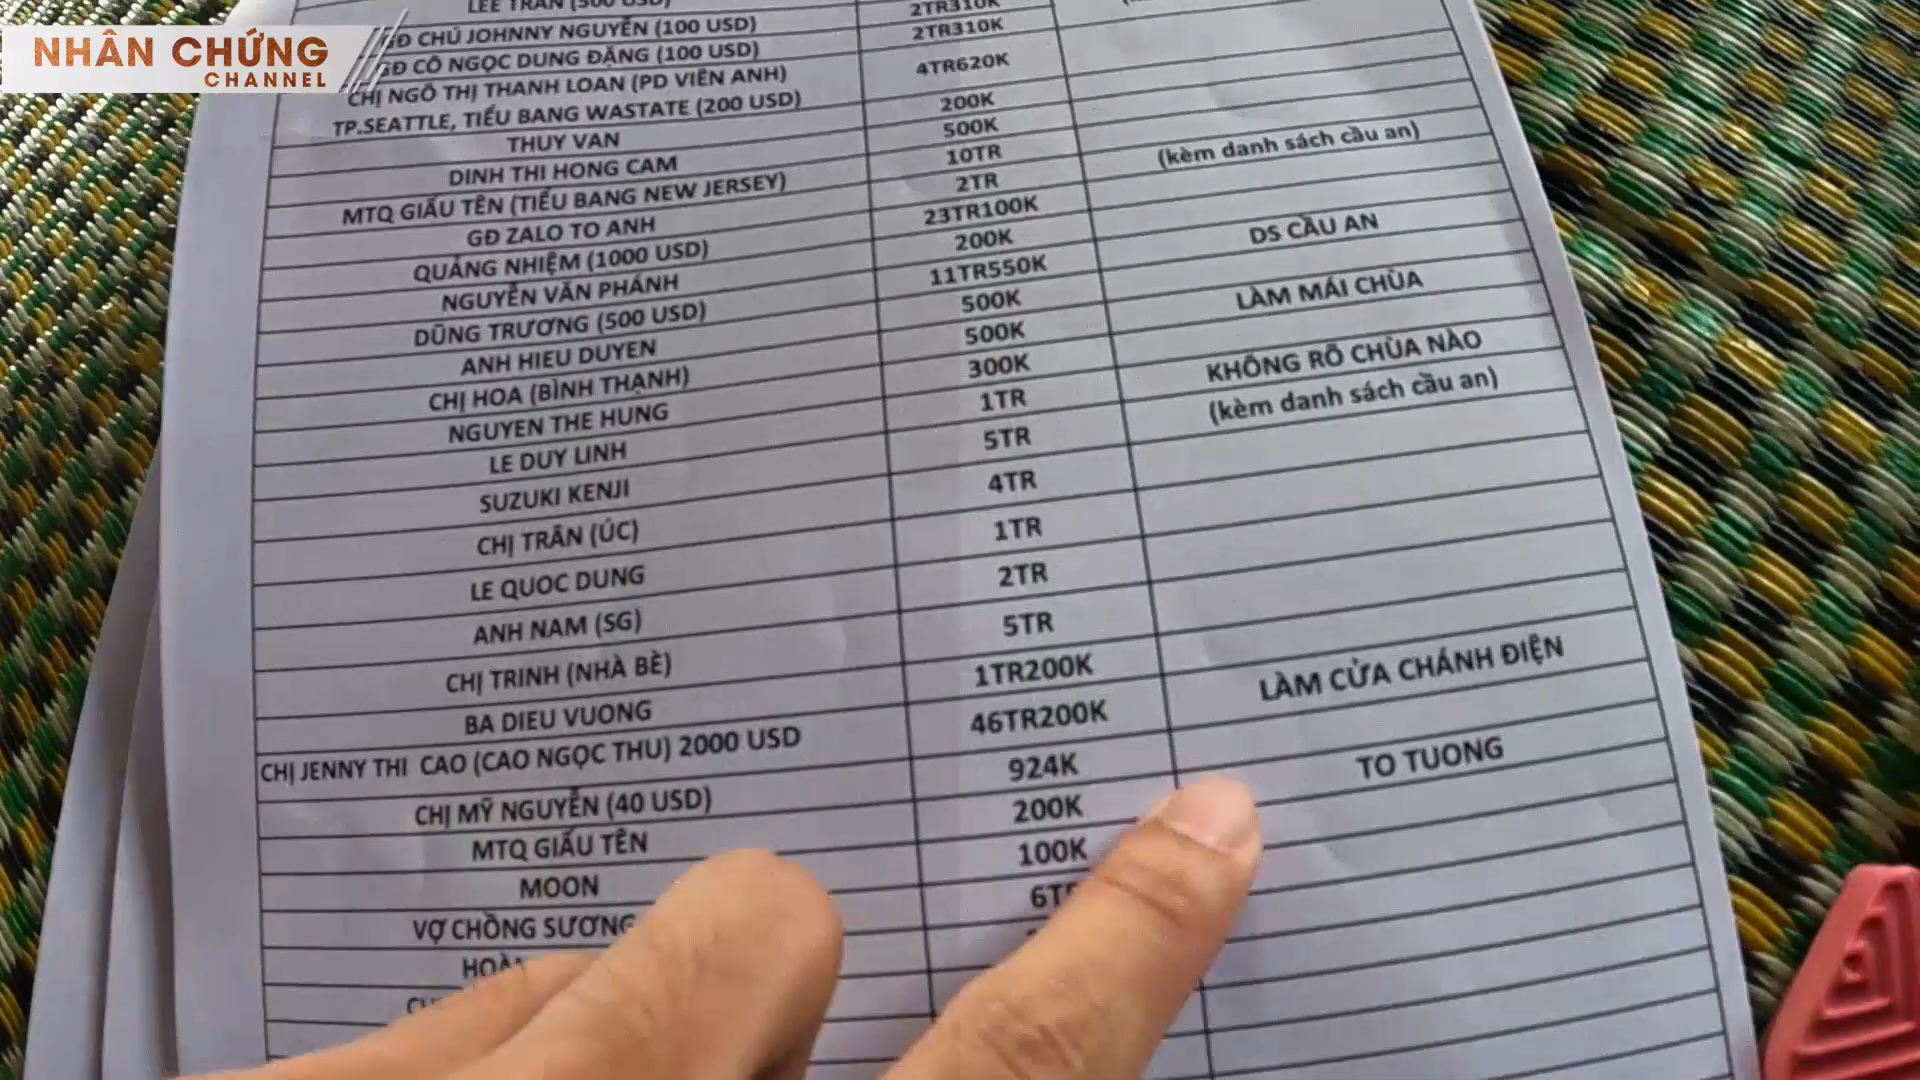 NHÂN CHỨNG
CHANNEL
LEE TRAN (500 USD)
GĐ CHÚ JOHNNY NGUYỄN (100 USD) 2TR310K
GĐ CÔ NGỌC DUNG ĐẶNG (100 USD) 2TR310K
CHỊ NGÔ THỊ THANH LOAN (PD VIÊN ANH)
TP.SEATTLE, TIỂU BANG WASTATE (200 USD) 4TR620K
THUY VAN 200K
DINH THI HONG CAM 500K
MTQ GIẤU TÊN (TIỂU BANG NEW JERSEY) 10TR (kèm danh sách cầu an)
GĐ ZALO TO ANH 2TR
QUẢNG NHIỆM (1000 USD) 23TR100K
NGUYỄN VĂN PHÁNH 200K DS CẦU AN
DŨNG TRƯƠNG (500 USD) 11TR550K
ANH HIEU DUYEN 500K LÀM MÁI CHÙA
CHỊ HOA (BÌNH THẠNH) 500K
NGUYEN THE HUNG 300K KHÔNG RÕ CHÙA NÀO
LE DUY LINH 1TR (kèm danh sách cầu an)
SUZUKI KENJI 5TR
CHỊ TRÂN (ÚC) 4TR
LE QUOC DUNG 1TR
ANH NAM (SG) 2TR
CHỊ TRINH (NHÀ BÈ) 5TR
BA DIEU VUONG 1TR200K
CHỊ JENNY THI CAO (CAO NGỌC THU) 2000 USD 46TR200K LÀM CỬA CHÁNH ĐIỆN
CHỊ MỸ NGUYỄN (40 USD) 924K
MTQ GIẤU TÊN 200K TO TUONG
MOON 100K
VỢ CHỒNG SƯƠNG